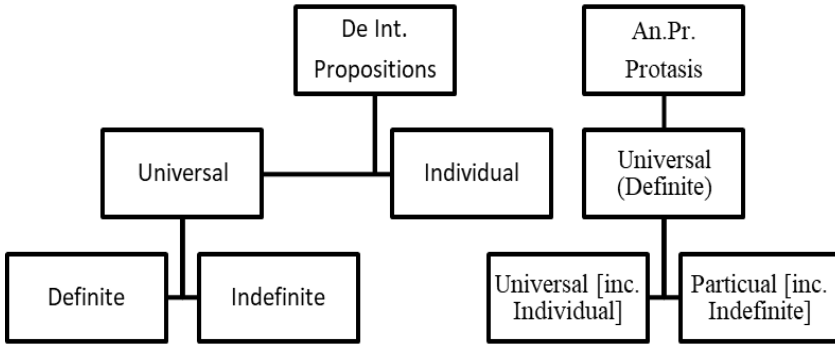 De Int.
Propositions
Universal
Individual
Definite
Indefinite
An.Pr.
Protasis
Universal
(Definite)
Universal [inc.
Individual]
Particual [inc.
Indefinite]